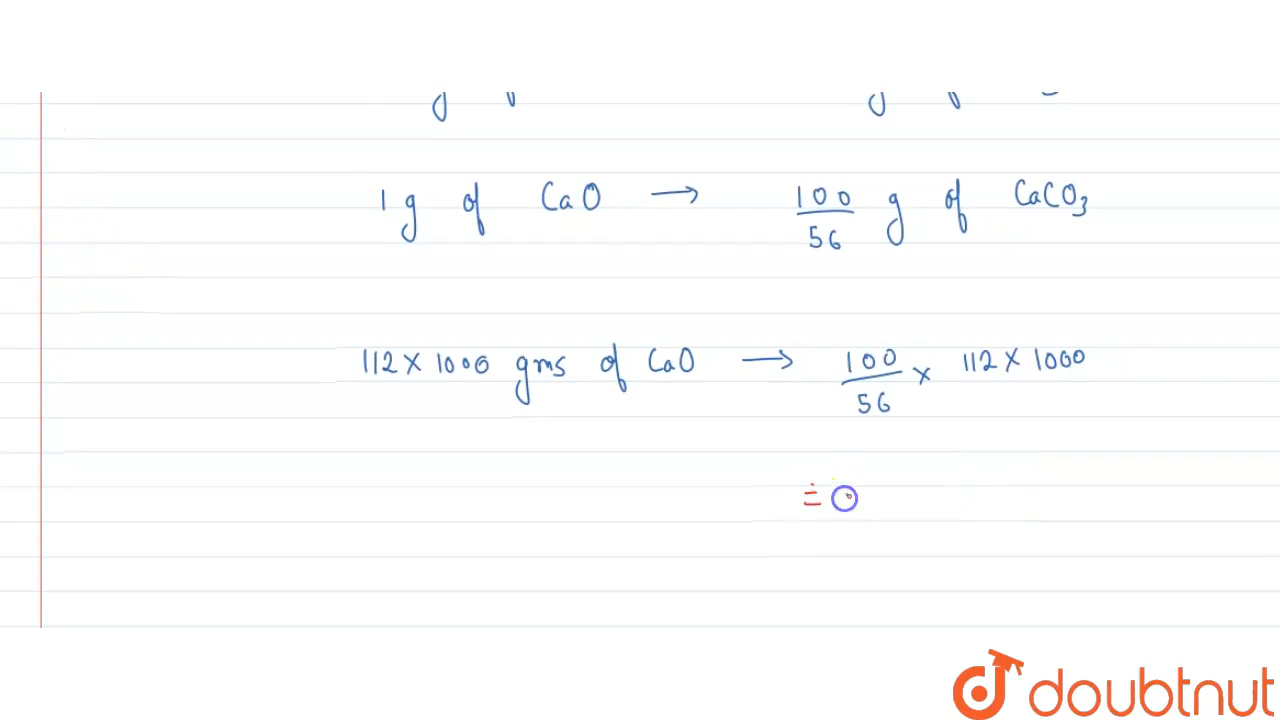 1 g of CaO → 100/56 g of CaCO₃
112 × 1000 gms of CaO → 100/56 × 112 × 1000
=
doubtnut